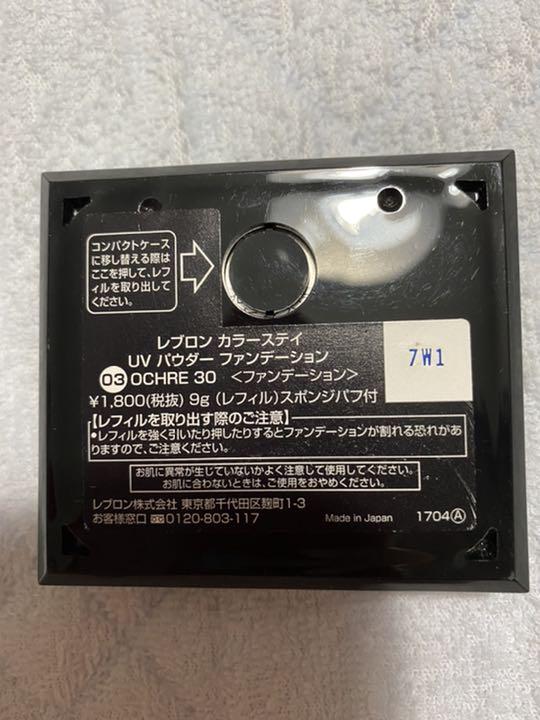 コンパクトケース
に移し替える際は
ここを押して、レフ
ィルを取り出して
ください。
レブロン カラーステイ
UV パウダー ファンデーション
03 OCHRE 30 <ファンデーション>
¥1,800(税抜) 9g (レフィル)スポンジパフ付
7W1
【レフィルを取り出す際のご注意】
•レフィルを強く引いたり押したりするとファンデーションが割れる恐れがあ
りますので、ご注意ください。
お肌に異常が生じていないかよく注意して使用してください。
お肌に合わないときは、ご使用をおやめください。
レブロン株式会社 東京都千代田区麹町1-3
お客様窓口 0120-803-117
Made in Japan 1704Ⓐ